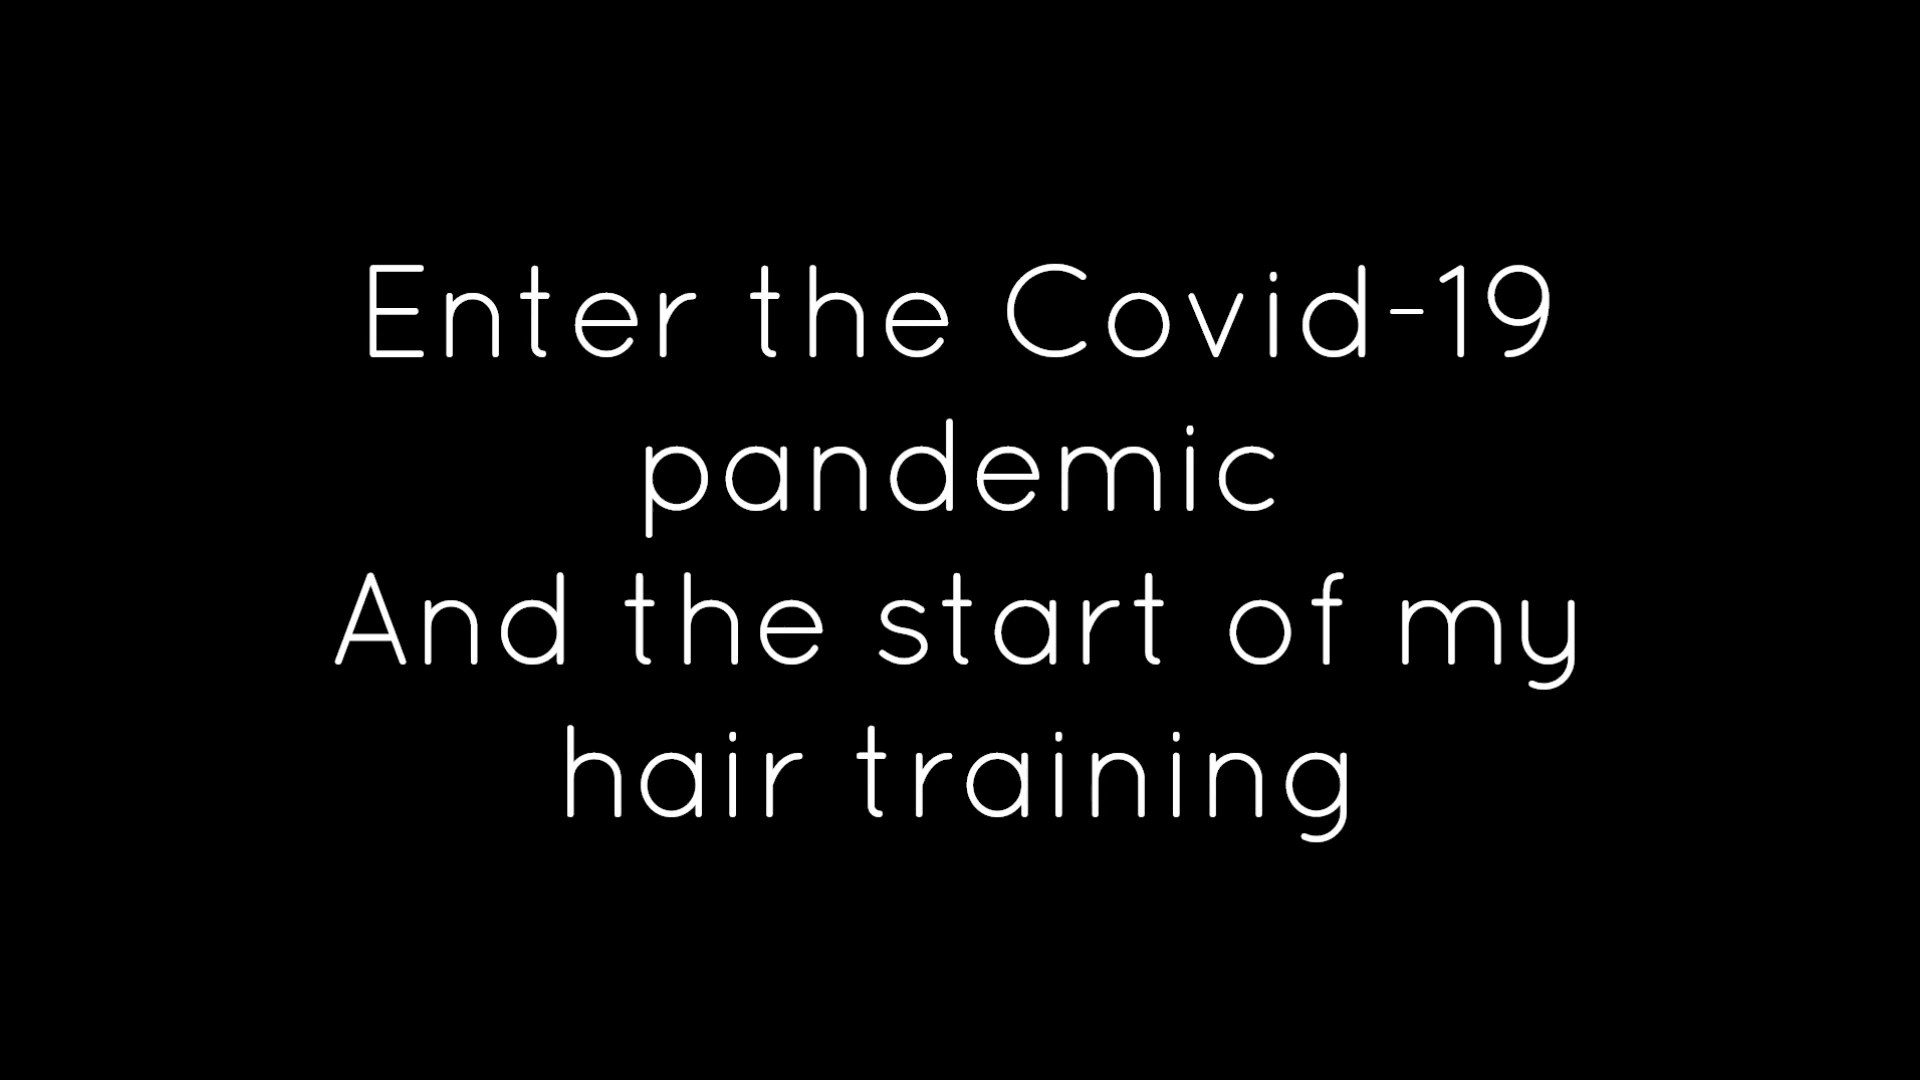 Enter the Covid-19
pandemic
And the start of my
hair training